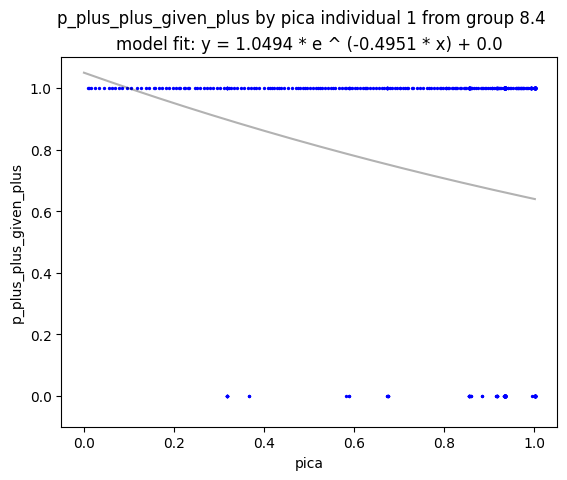 p_plus_plus_given_plus by pica individual 1 from group 8.4
model fit: y = 1.0494 * e ^ (-0.4951 * x) + 0.0
p_plus_plus_given_plus
1.0
0.8
0.6
0.4
0.2
0.0
0.0 0.2 0.4 0.6 0.8 1.0
pica